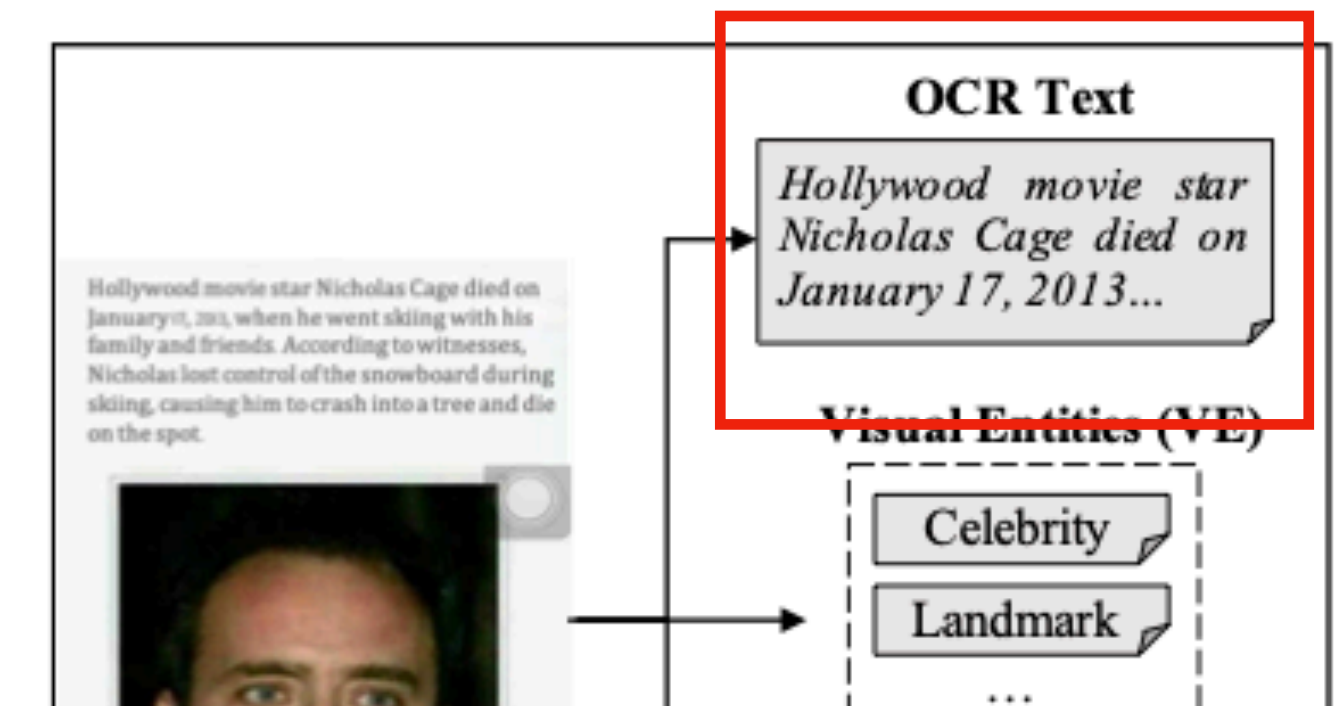 OCR Text
Hollywood movie star
Nicholas Cage died on
January 17, 2013...
Hollywood movie star Nicholas Cage died on
January 17, 2013, when he went skiing with his
family and friends. According to witnesses,
Nicholas lost control of the snowboard during
skiing, causing him to crash into a tree and die
on the spot.
Visual Entities (VE)
Celebrity
Landmark
...